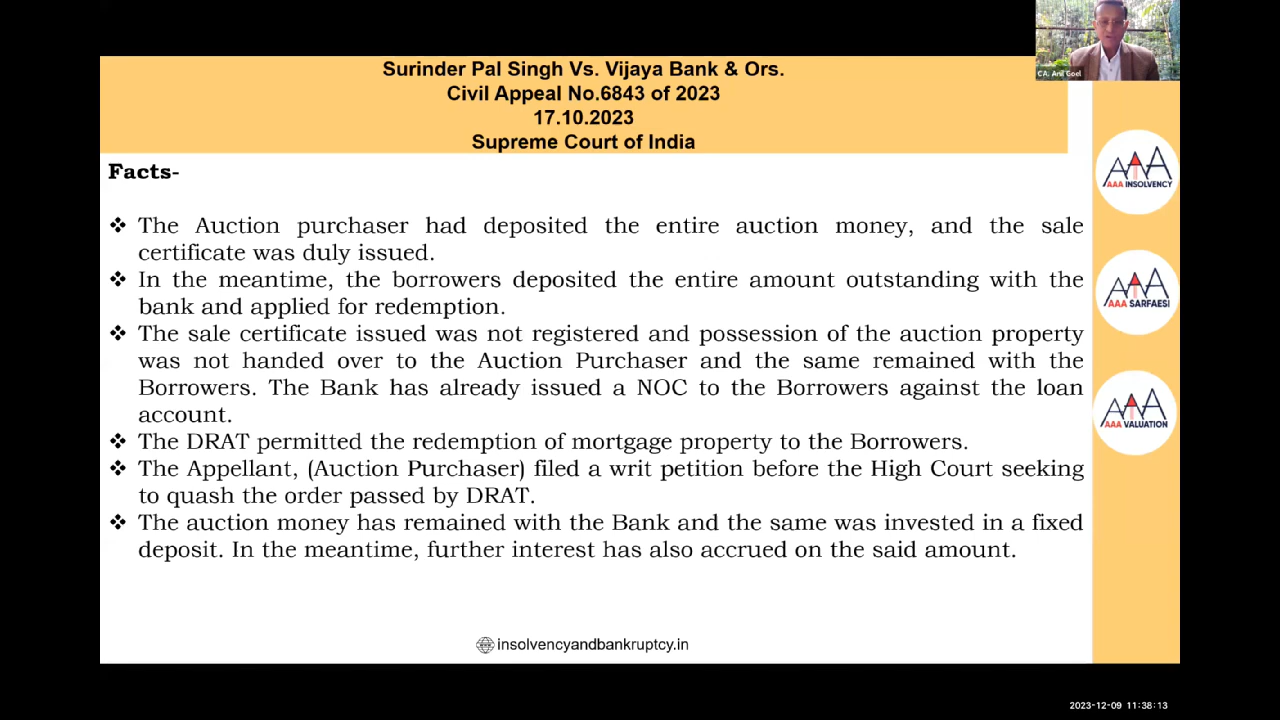 Surinder Pal Singh Vs. Vijaya Bank & Ors.
Civil Appeal No.6843 of 2023
17.10.2023
Supreme Court of India
CA. Anil Goel
Facts-
❖ The Auction purchaser had deposited the entire auction money, and the sale
certificate was duly issued.
❖ In the meantime, the borrowers deposited the entire amount outstanding with the
bank and applied for redemption.
❖ The sale certificate issued was not registered and possession of the auction property
was not handed over to the Auction Purchaser and the same remained with the
Borrowers. The Bank has already issued a NOC to the Borrowers against the loan
account.
❖ The DRAT permitted the redemption of mortgage property to the Borrowers.
❖ The Appellant, (Auction Purchaser) filed a writ petition before the High Court seeking
to quash the order passed by DRAT.
❖ The auction money has remained with the Bank and the same was invested in a fixed
deposit. In the meantime, further interest has also accrued on the said amount.
AAA
AAA INSOLVENCY
AAA
AAA SARFAESI
AAA
AAA VALUATION
insolvencyandbankruptcy.in
2023-12-09 11:38:13